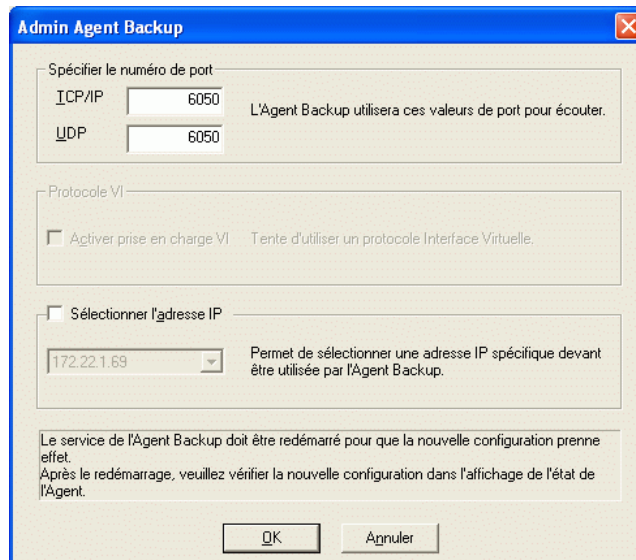 Admin Agent Backup
Spécifier le numéro de port
TCP/IP 6050 L'Agent Backup utilisera ces valeurs de port pour écouter.
UDP 6050
Protocole VI
Activer prise en charge VI Tente d'utiliser un protocole Interface Virtuelle.
Sélectionner l'adresse IP
172.22.1.69 Permet de sélectionner une adresse IP spécifique devant
être utilisée par l'Agent Backup.
Le service de l'Agent Backup doit être redémarré pour que la nouvelle configuration prenne
effet.
Après le redémarrage, veuillez vérifier la nouvelle configuration dans l'affichage de l'état de
l'Agent.
OK Annuler